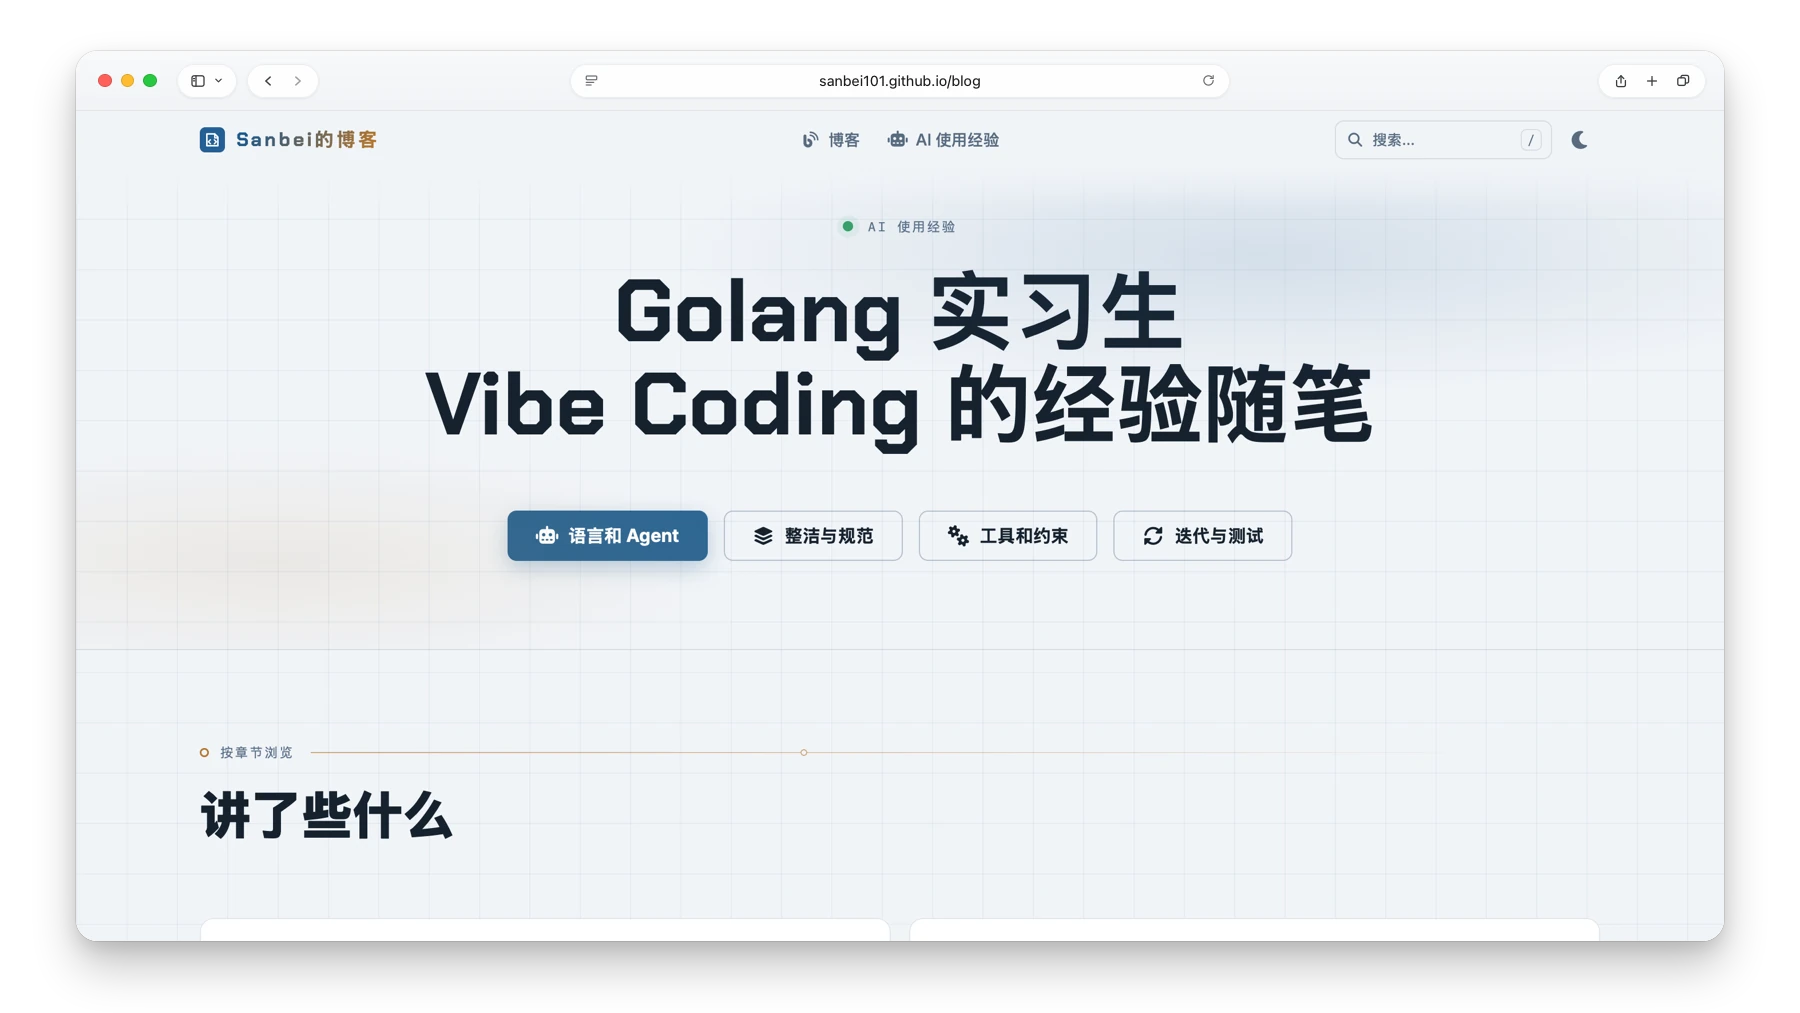 sanbei101.github.io/blog
Sanbei的博客
博客
AI 使用经验
搜索...
/
AI 使用经验
Golang 实习生
Vibe Coding 的经验随笔
语言和 Agent
整洁与规范
工具和约束
迭代与测试
按章节浏览
讲了些什么